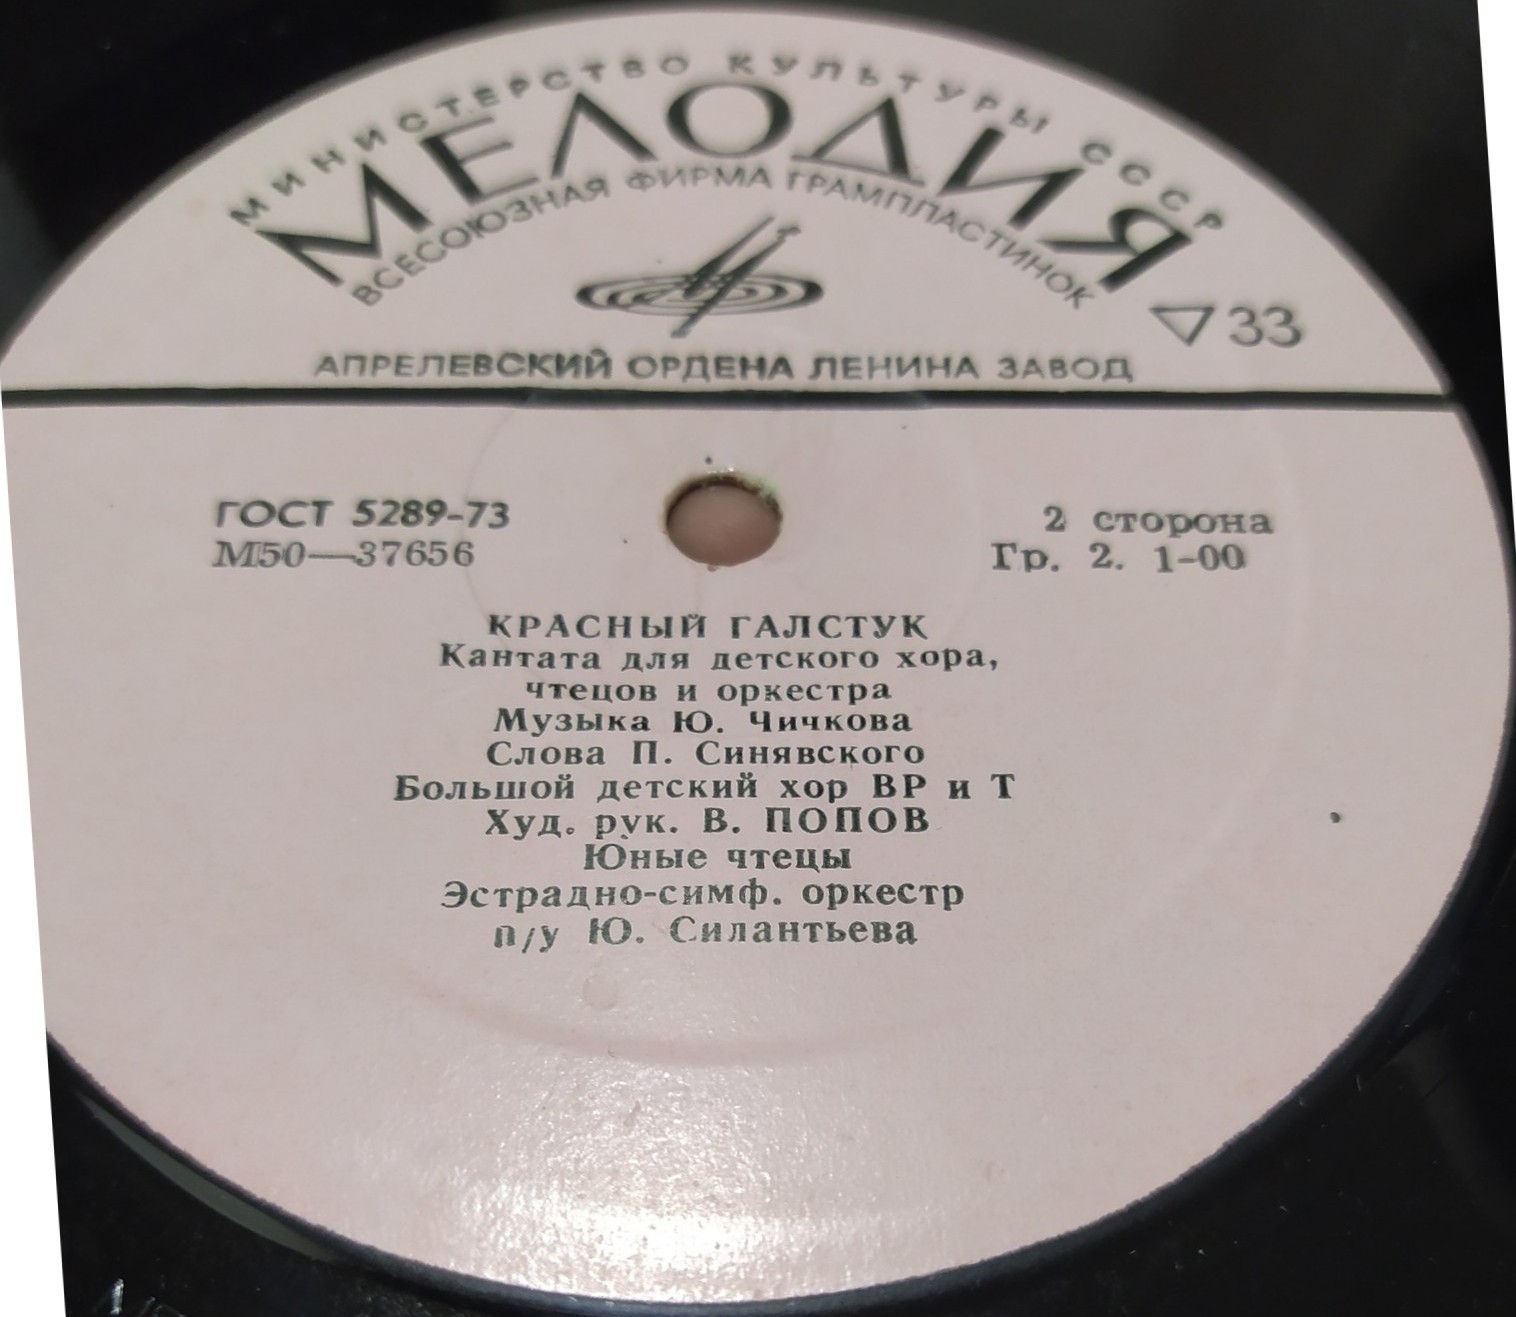 МИНИСТЕРСТВО КУЛЬТУРЫ СССР
МЕЛОДИЯ
ВСЕСОЮЗНАЯ ФИРМА ГРАМПЛАСТИНОК
▽33
АПРЕЛЕВСКИЙ ОРДЕНА ЛЕНИНА ЗАВОД
ГОСТ 5289-73
М50—37656
2 сторона
Гр. 2. 1-00
КРАСНЫЙ ГАЛСТУК
Кантата для детского хора,
чтецов и оркестра
Музыка Ю. Чичкова
Слова П. Синявского
Большой детский хор ВР и Т
Худ. рук. В. ПОПОВ
Юные чтецы
Эстрадно-симф. оркестр
п/у Ю. Силантьева